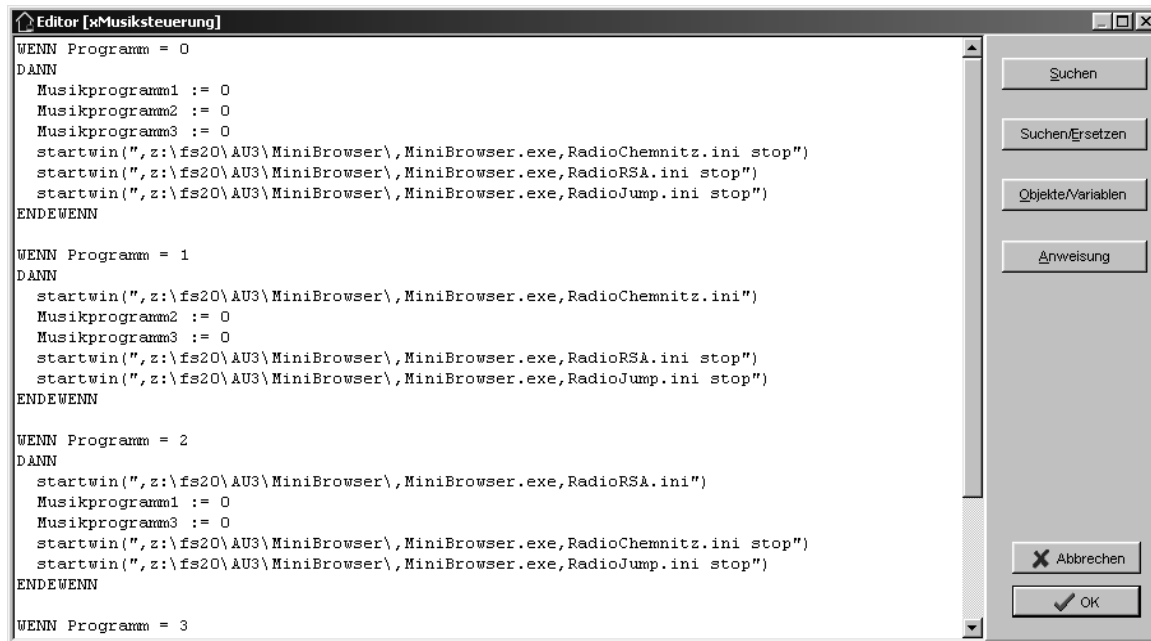 Editor [xMusiksteuerung]
WENN Programm = 0
DANN
  Musikprogramm1 := 0
  Musikprogramm2 := 0
  Musikprogramm3 := 0
  startwin(",z:\fs20\AU3\MiniBrowser\,MiniBrowser.exe,RadioChemnitz.ini stop")
  startwin(",z:\fs20\AU3\MiniBrowser\,MiniBrowser.exe,RadioRSA.ini stop")
  startwin(",z:\fs20\AU3\MiniBrowser\,MiniBrowser.exe,RadioJump.ini stop")
ENDEWENN

WENN Programm = 1
DANN
  startwin(",z:\fs20\AU3\MiniBrowser\,MiniBrowser.exe,RadioChemnitz.ini")
  Musikprogramm2 := 0
  Musikprogramm3 := 0
  startwin(",z:\fs20\AU3\MiniBrowser\,MiniBrowser.exe,RadioRSA.ini stop")
  startwin(",z:\fs20\AU3\MiniBrowser\,MiniBrowser.exe,RadioJump.ini stop")
ENDEWENN

WENN Programm = 2
DANN
  startwin(",z:\fs20\AU3\MiniBrowser\,MiniBrowser.exe,RadioRSA.ini")
  Musikprogramm1 := 0
  Musikprogramm3 := 0
  startwin(",z:\fs20\AU3\MiniBrowser\,MiniBrowser.exe,RadioChemnitz.ini stop")
  startwin(",z:\fs20\AU3\MiniBrowser\,MiniBrowser.exe,RadioJump.ini stop")
ENDEWENN

WENN Programm = 3
Suchen
Suchen/Ersetzen
Objekte/Variablen
Anweisung
Abbrechen
OK